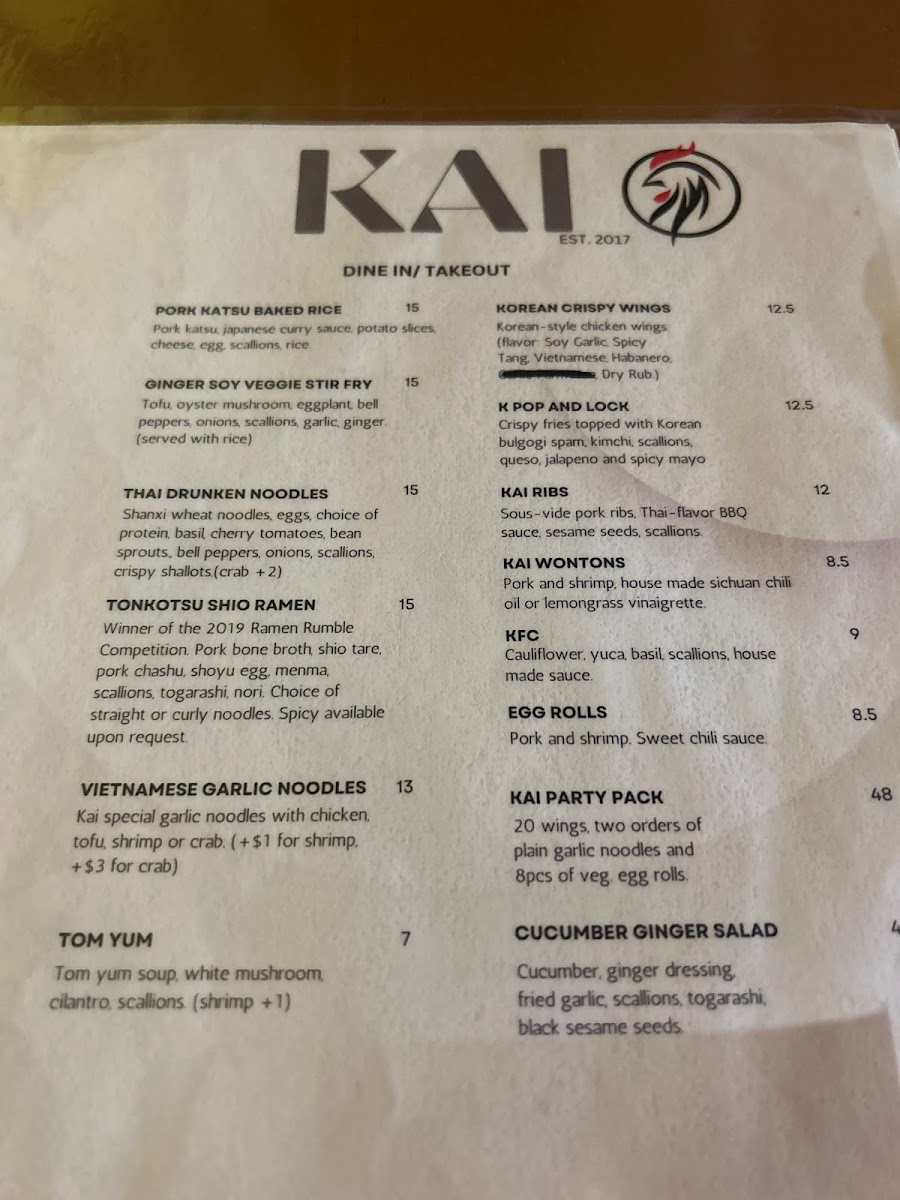 KAI
EST. 2017
DINE IN/ TAKEOUT
PORK KATSU BAKED RICE 15
Pork katsu, japanese curry sauce, potato slices,
cheese, egg, scallions, rice.
GINGER SOY VEGGIE STIR FRY 15
Tofu, oyster mushroom, eggplant, bell
peppers, onions, scallions, garlic, ginger.
(served with rice)
THAI DRUNKEN NOODLES 15
Shanxi wheat noodles, eggs, choice of
protein, basil, cherry tomatoes, bean
sprouts,, bell peppers, onions, scallions,
crispy shallots.(crab +2)
TONKOTSU SHIO RAMEN 15
Winner of the 2019 Ramen Rumble
Competition. Pork bone broth, shio tare,
pork chashu, shoyu egg, menma,
scallions, togarashi, nori. Choice of
straight or curly noodles. Spicy available
upon request.
VIETNAMESE GARLIC NOODLES 13
Kai special garlic noodles with chicken,
tofu, shrimp or crab. (+$1 for shrimp,
+$3 for crab)
TOM YUM 7
Tom yum soup, white mushroom,
cilantro, scallions. (shrimp +1)
KOREAN CRISPY WINGS 12.5
Korean-style chicken wings
(flavor: Soy Garlic, Spicy
Tang, Vietnamese, Habanero,
, Dry Rub.)
K POP AND LOCK 12.5
Crispy fries topped with Korean
bulgogi spam, kimchi, scallions,
queso, jalapeno and spicy mayo
KAI RIBS 12
Sous-vide pork ribs, Thai-flavor BBQ
sauce, sesame seeds, scallions.
KAI WONTONS 8.5
Pork and shrimp, house made sichuan chili
oil or lemongrass vinaigrette.
KFC 9
Cauliflower, yuca, basil, scallions, house
made sauce.
EGG ROLLS 8.5
Pork and shrimp. Sweet chili sauce.
KAI PARTY PACK 48
20 wings, two orders of
plain garlic noodles and
8pcs of veg. egg rolls.
CUCUMBER GINGER SALAD
Cucumber, ginger dressing,
fried garlic, scallions, togarashi,
black sesame seeds.